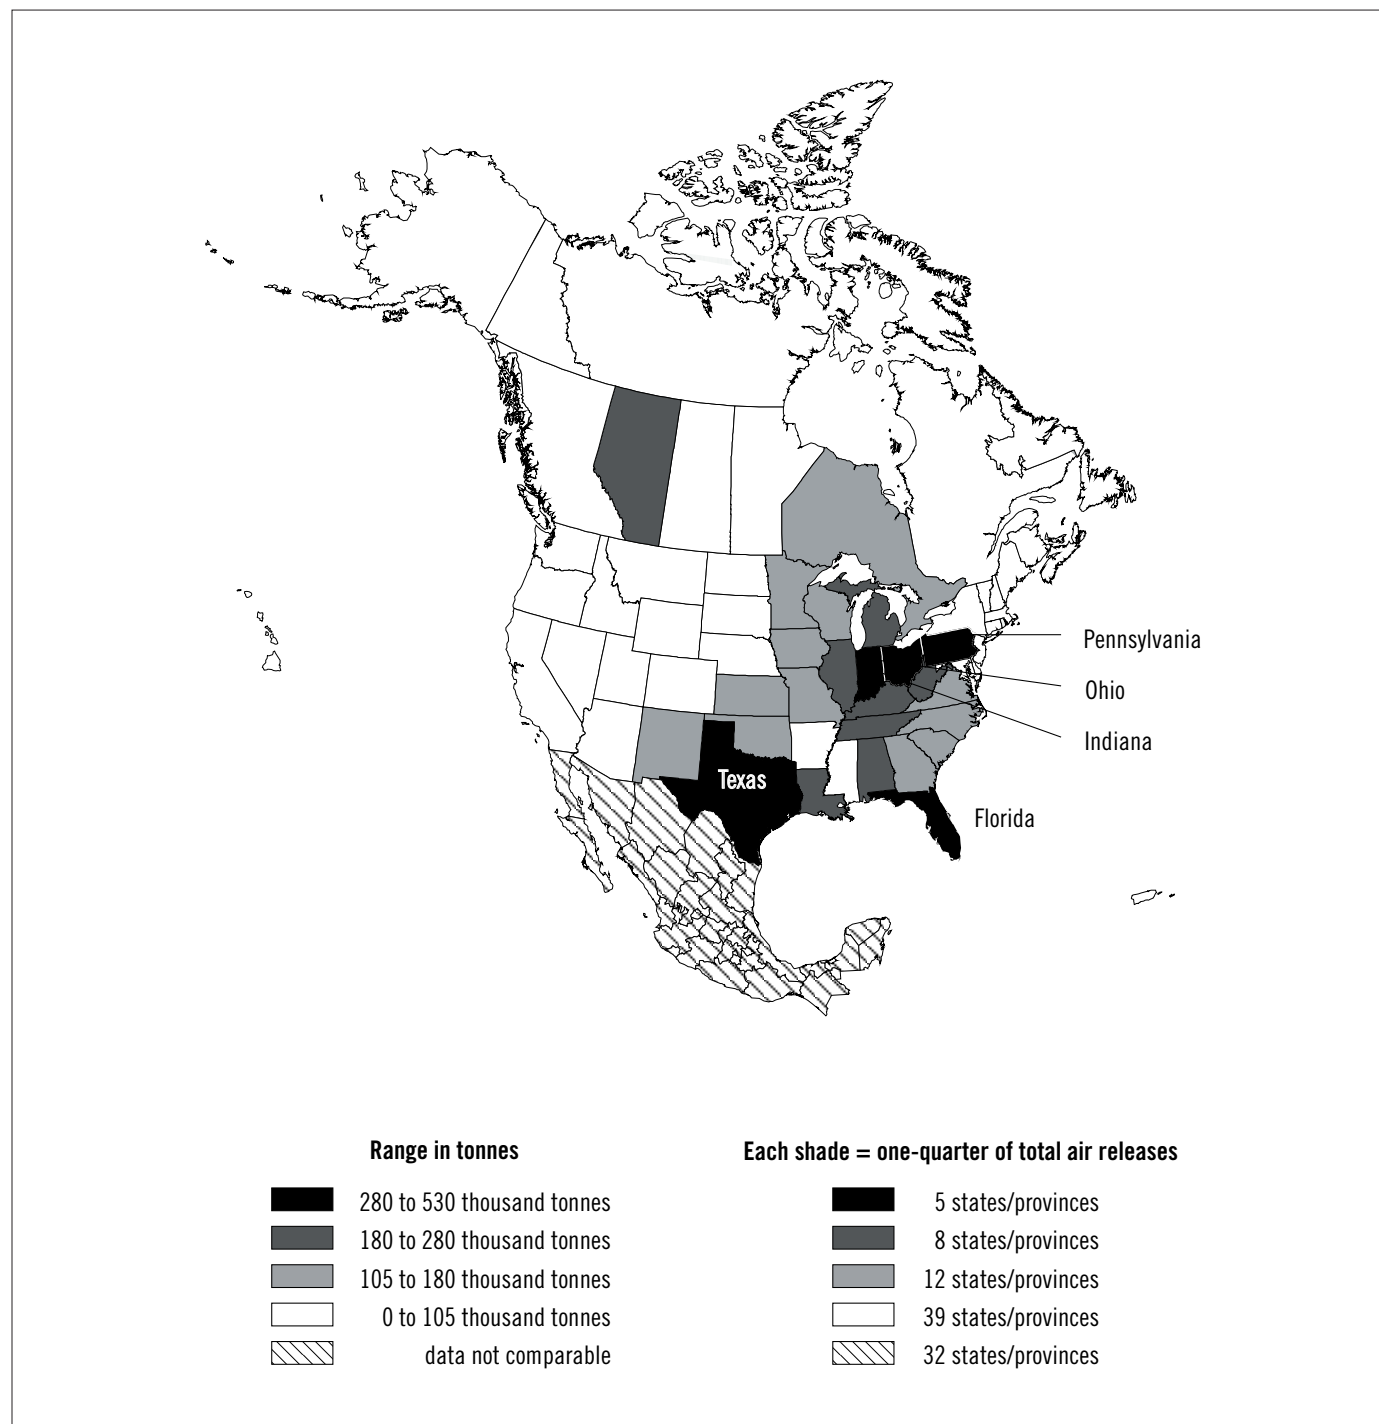 Pennsylvania
Ohio
Indiana
Texas
Florida
Range in tonnes
280 to 530 thousand tonnes
180 to 280 thousand tonnes
105 to 180 thousand tonnes
0 to 105 thousand tonnes
data not comparable
Each shade = one-quarter of total air releases
5 states/provinces
8 states/provinces
12 states/provinces
39 states/provinces
32 states/provinces